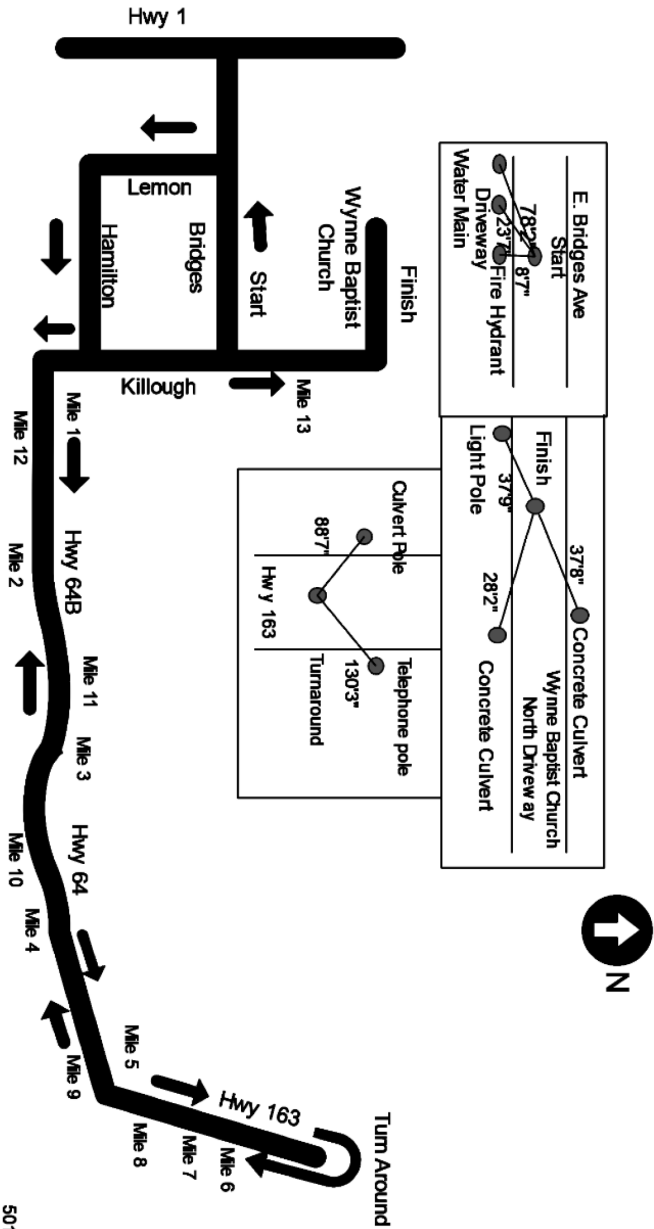 Hwy 1
Lemon
Hamilton
Bridges
Start
Wynne Baptist
Church
Finish
Killough
Mile 13
Mile 1
Mile 12
Hwy 64B
Mile 2
Mile 11
Mile 3
Hwy 64
Mile 10
Mile 4
Mile 5
Mile 9
Hwy 163
Mile 8
Mile 7
Mile 6
Turn Around
E. Bridges Ave
Start
78'2"
23'7"
8'7"
Fire Hydrant
Driveway
Water Main
Finish
Light Pole
37'9"
37'8"
28'2"
Concrete Culvert
Wynne Baptist Church
North Driveway
Concrete Culvert
Culvert Pole
88'7"
Hwy 163
Turnaround
130'3"
Telephone pole
N
501